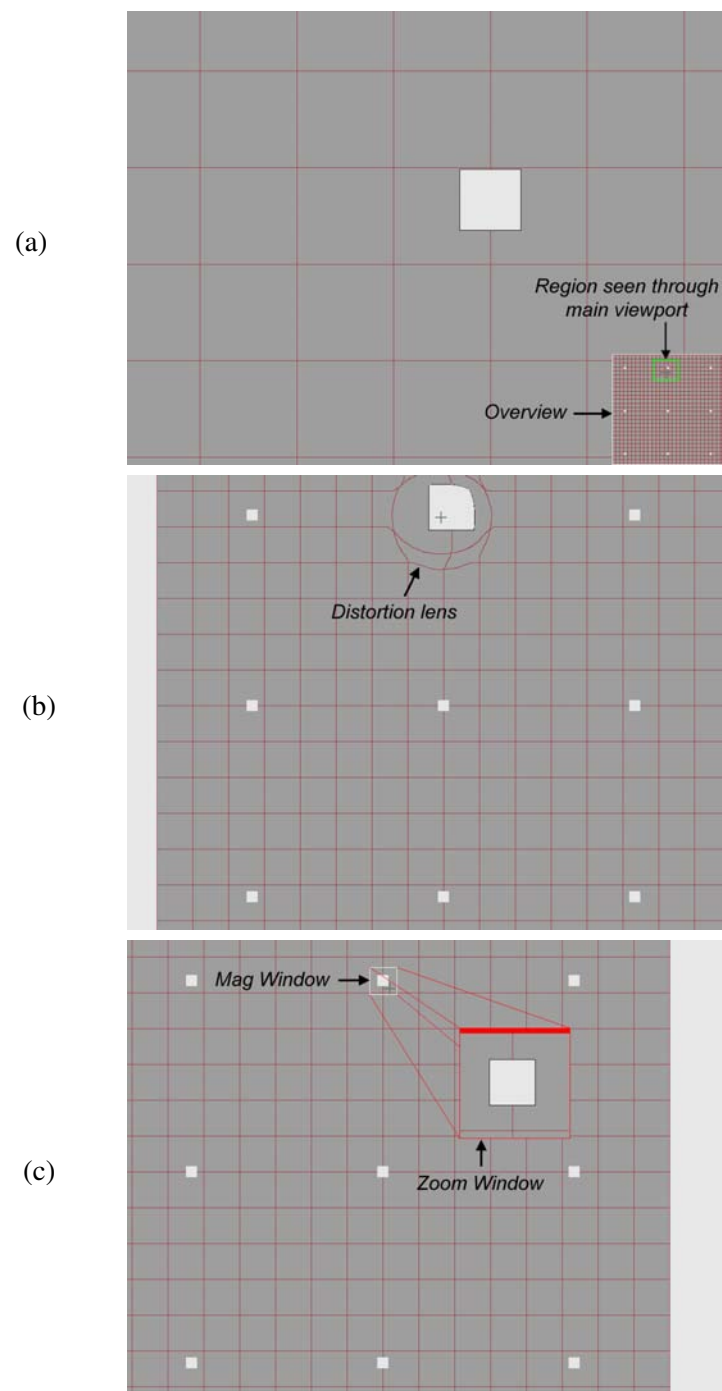 (a)
Region seen through
main viewport
Overview
(b)
Distortion lens
(c)
Mag Window
Zoom Window